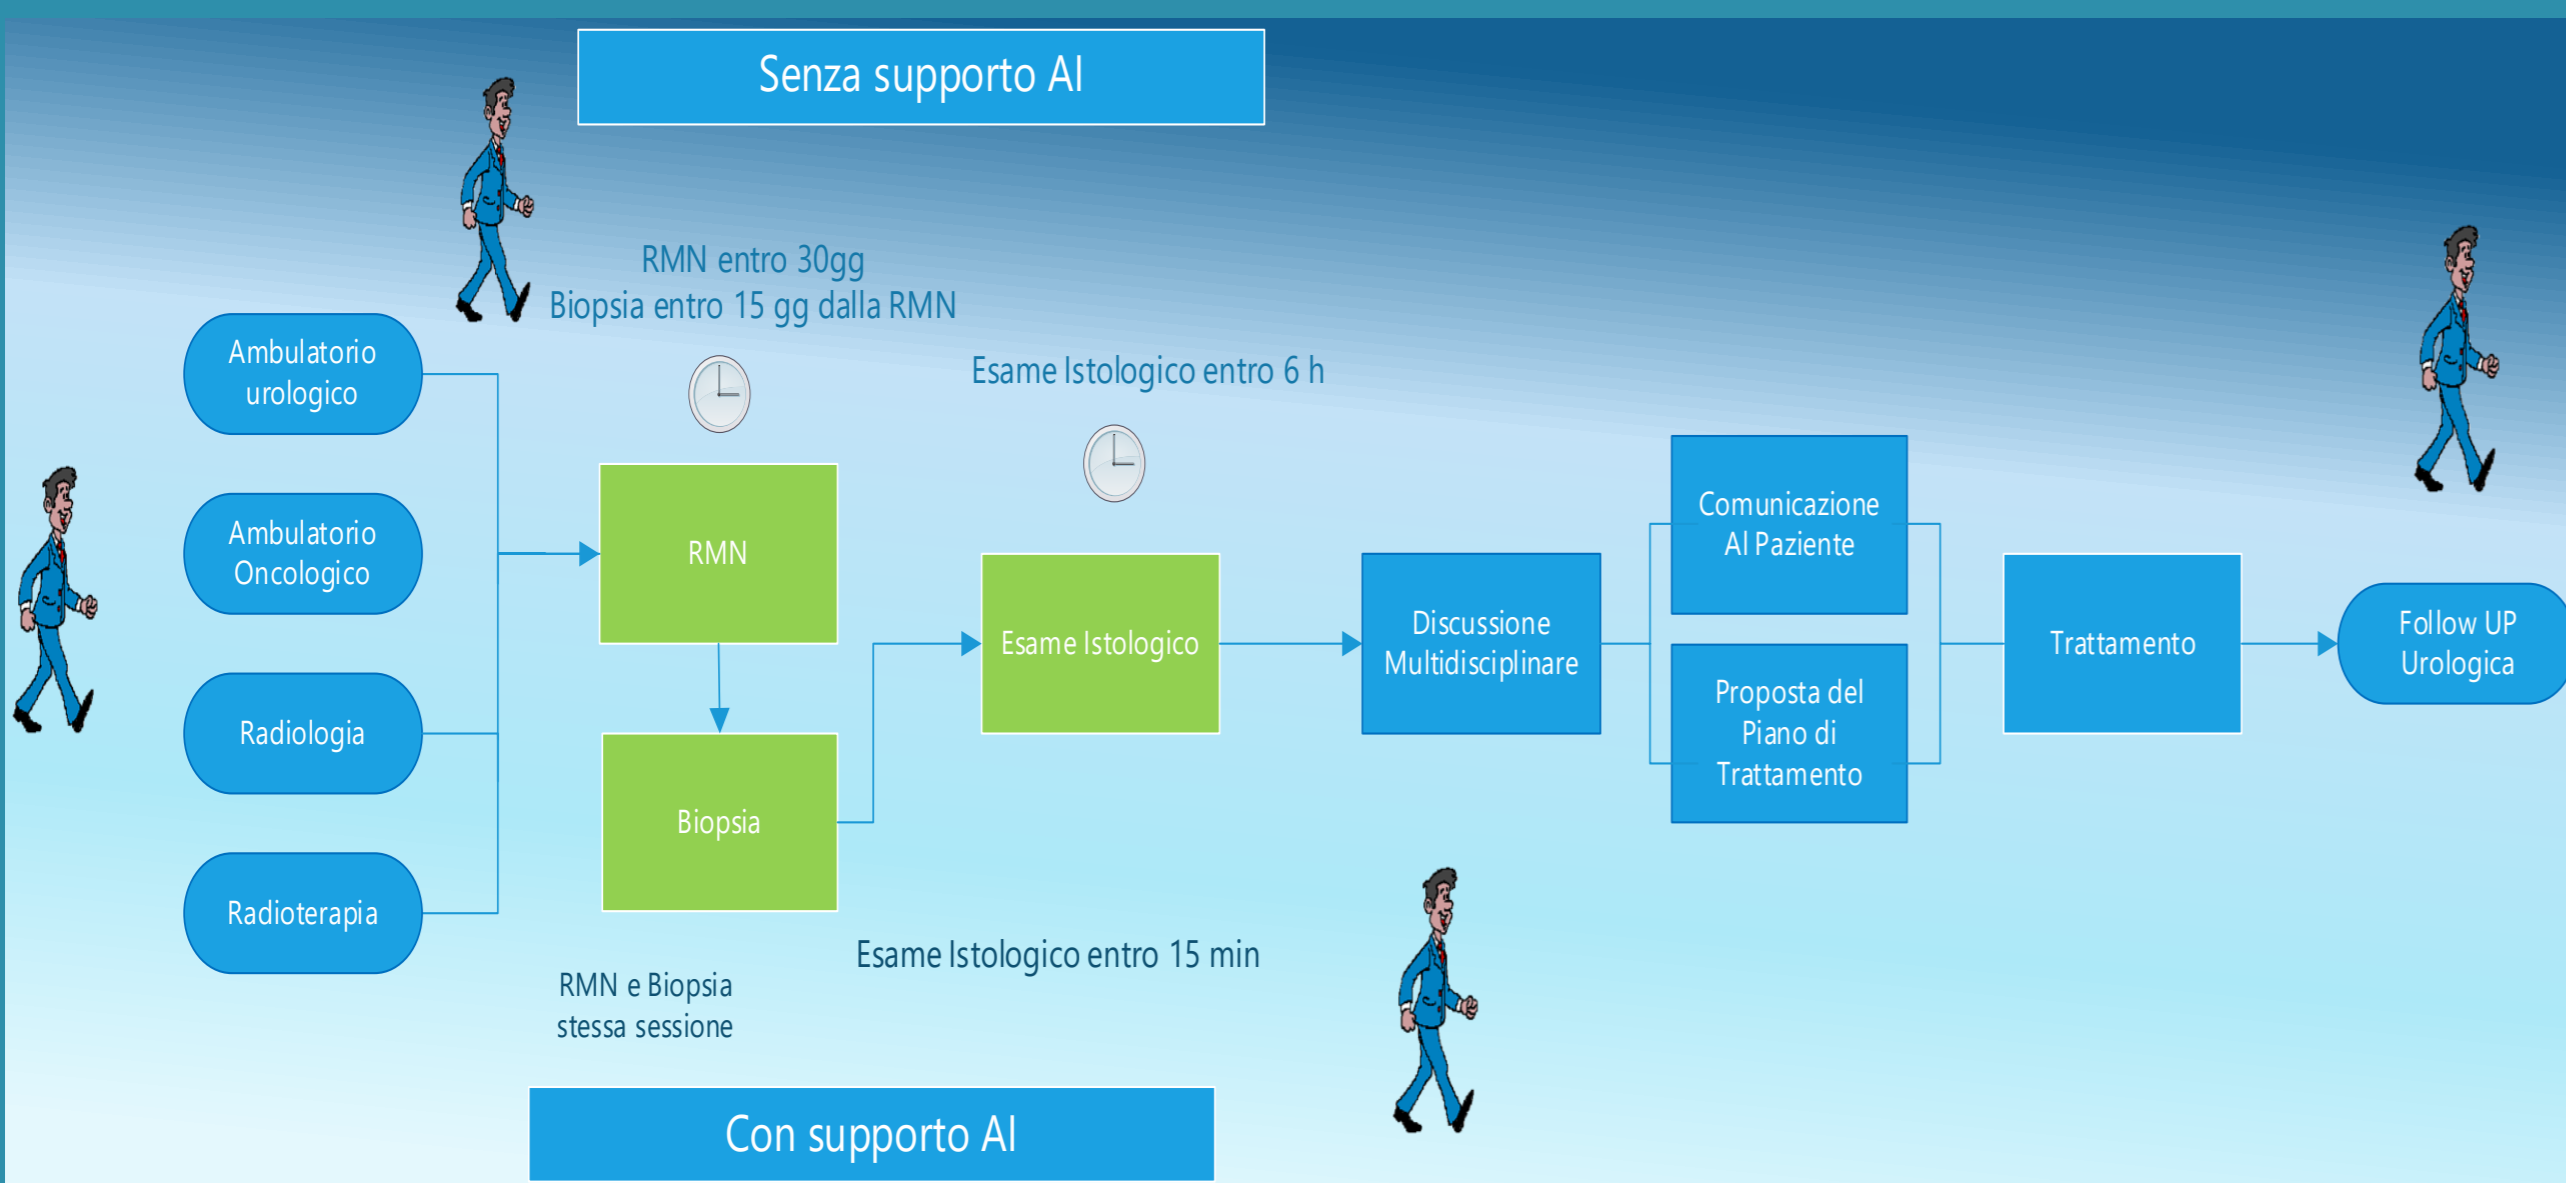 Senza supporto AI
RMN entro 30gg
Biopsia entro 15 gg dalla RMN
Esame Istologico entro 6 h
Ambulatorio
urologico
Ambulatorio
Oncologico
Radiologia
Radioterapia
RMN
Biopsia
Esame Istologico
Discussione
Multidisciplinare
Comunicazione
Al Paziente
Proposta del
Piano di
Trattamento
Trattamento
Follow UP
Urologica
Esame Istologico entro 15 min
RMN e Biopsia
stessa sessione
Con supporto AI